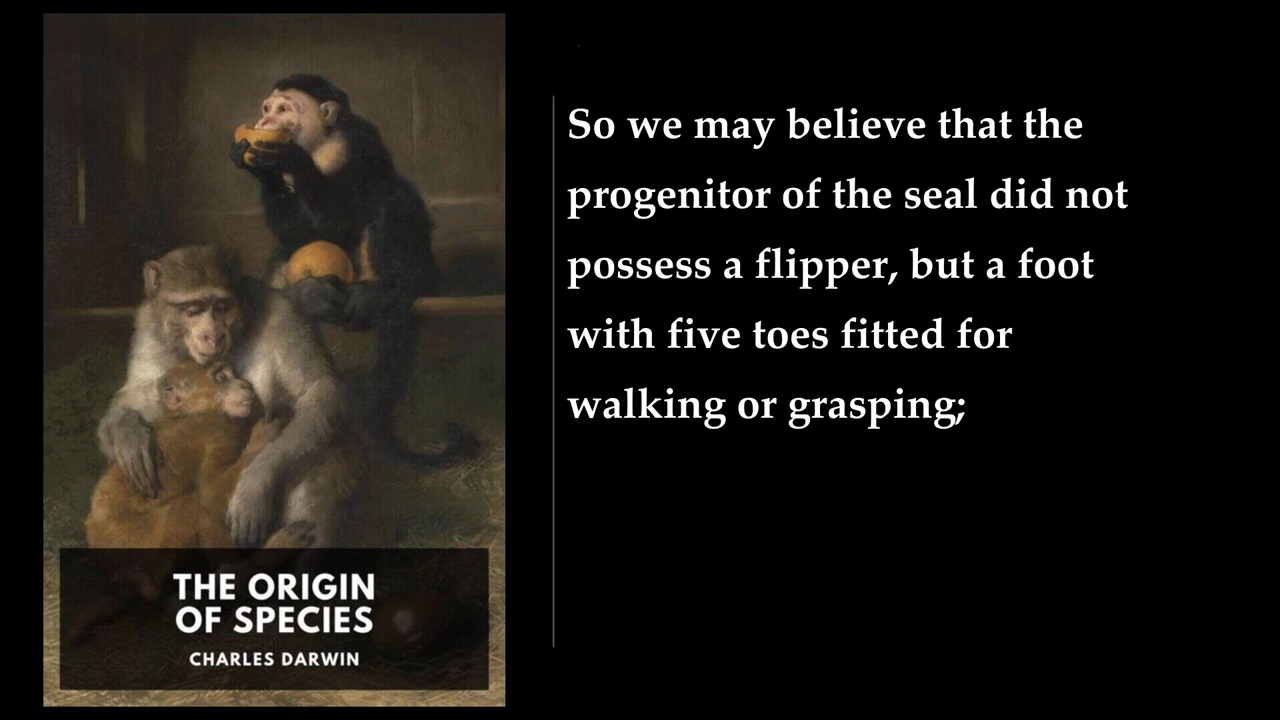 THE ORIGIN
OF SPECIES
CHARLES DARWIN
So we may believe that the
progenitor of the seal did not
possess a flipper, but a foot
with five toes fitted for
walking or grasping;